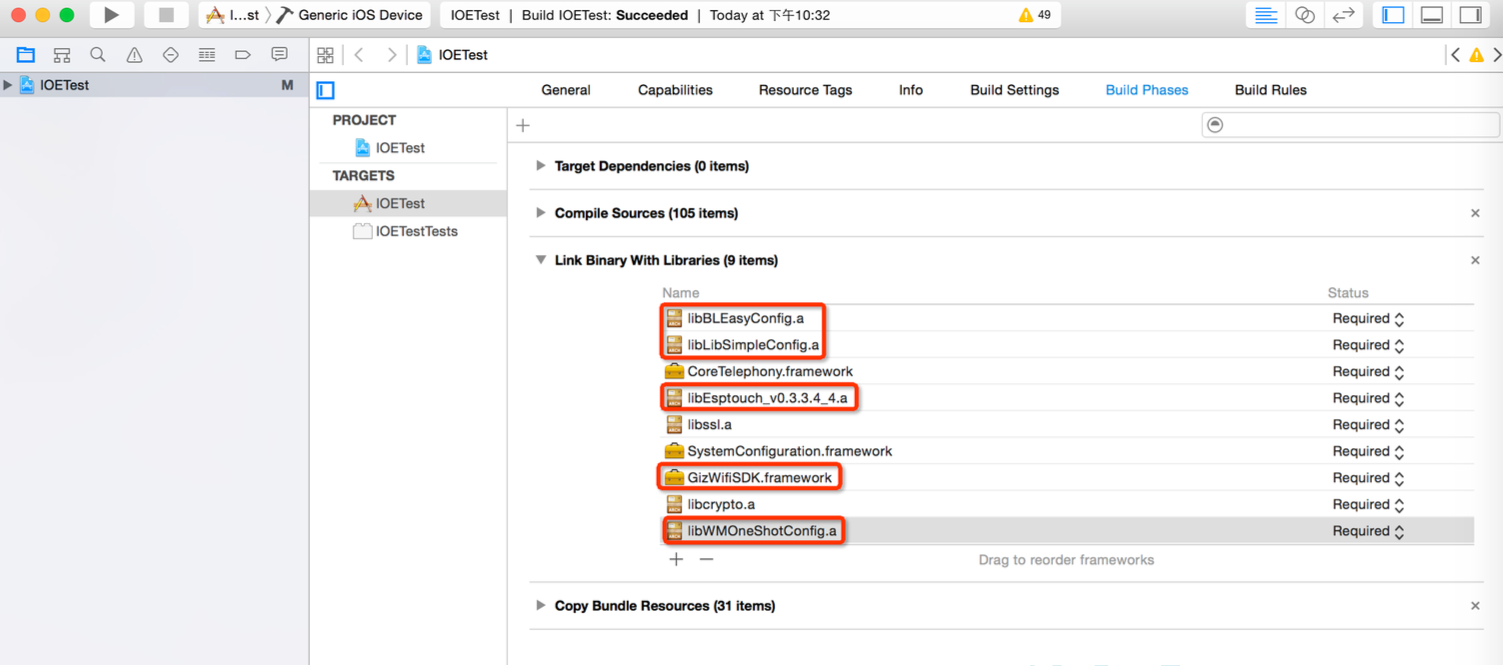 I...st Generic iOS Device IOETest | Build IOETest: Succeeded | Today at 下午10:32 49
IOETest M
IOETest
General Capabilities Resource Tags Info Build Settings Build Phases Build Rules
PROJECT
IOETest
TARGETS
IOETest
IOETestTests
Target Dependencies (0 items)
Compile Sources (105 items)
Link Binary With Libraries (9 items)
Name Status
libBLEasyConfig.a Required
libLibSimpleConfig.a Required
CoreTelephony.framework Required
libEsptouch_v0.3.3.4_4.a Required
libssl.a Required
SystemConfiguration.framework Required
GizWifiSDK.framework Required
libcrypto.a Required
libWMOneShotConfig.a Required
Drag to reorder frameworks
Copy Bundle Resources (31 items)